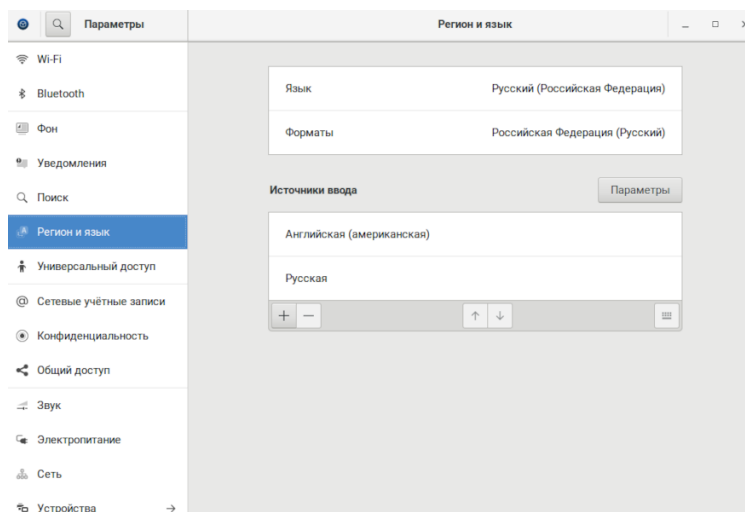 Параметры
Регион и язык
Wi-Fi
Bluetooth
Фон
Уведомления
Поиск
Регион и язык
Универсальный доступ
Сетевые учётные записи
Конфиденциальность
Общий доступ
Звук
Электропитание
Сеть
Устройства
Язык Русский (Российская Федерация)
Форматы Российская Федерация (Русский)
Источники ввода Параметры
Английская (американская)
Русская